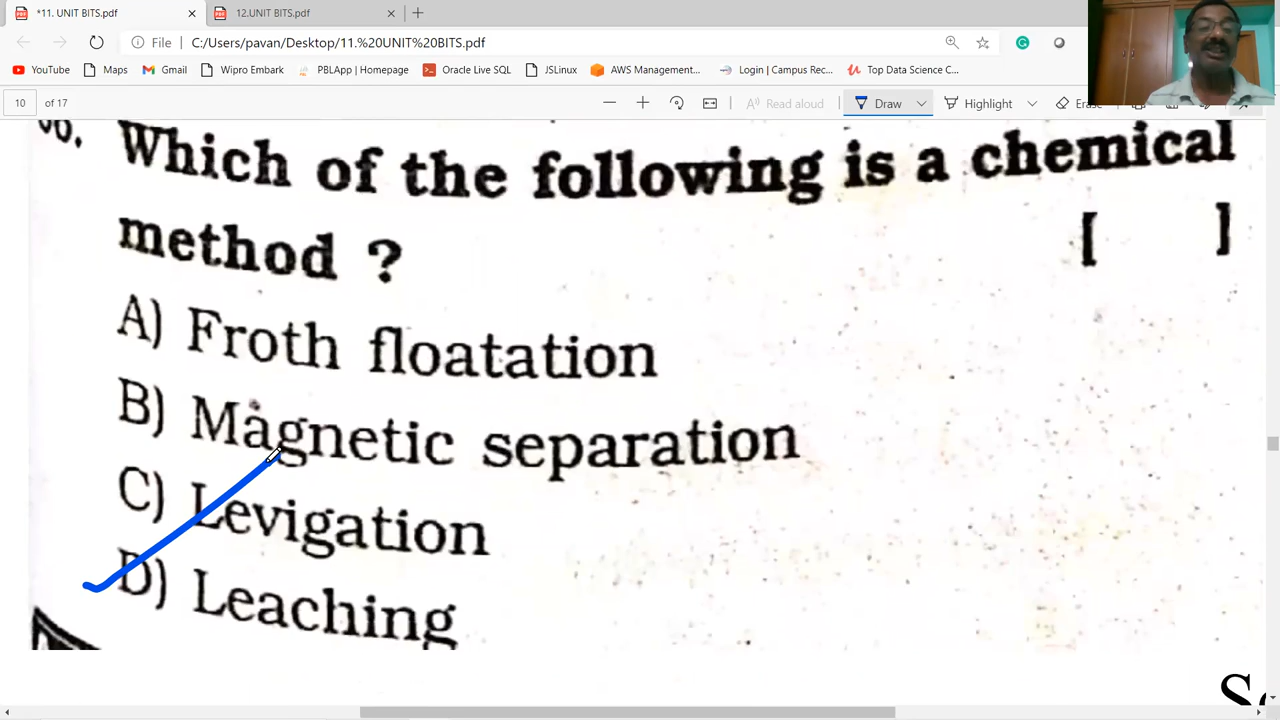 *11. UNIT BITS.pdf
12.UNIT BITS.pdf
File C:/Users/pavan/Desktop/11.%20UNIT%20BITS.pdf
YouTube Maps Gmail Wipro Embark PBLApp | Homepage Oracle Live SQL JSLinux AWS Management... Login | Campus Rec... Top Data Science C...
10 of 17 Read aloud Draw Highlight
Which of the following is a chemical
method ? [ ]
A) Froth floatation
B) Magnetic separation
C) Levigation
D) Leaching